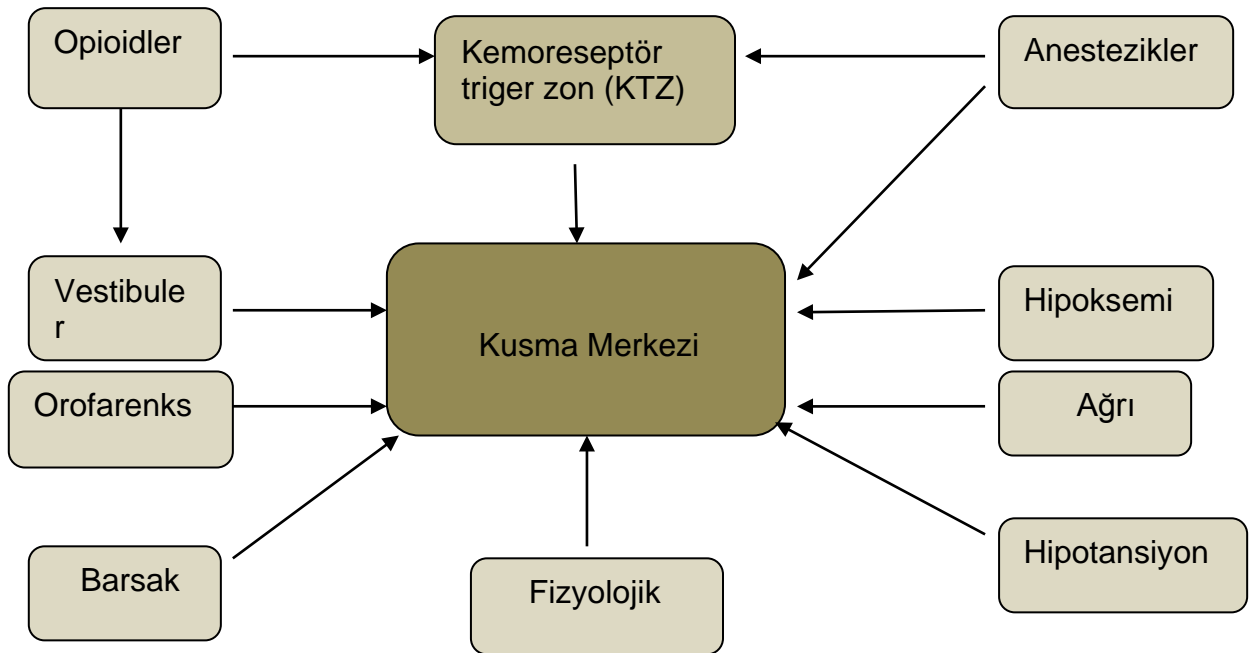 Opioidler
Kemoreseptör
triger zon (KTZ)
Anestezikler
Vestibule
r
Hipoksemi
Kusma Merkezi
Orofarenks
Ağrı
Barsak
Fizyolojik
Hipotansiyon